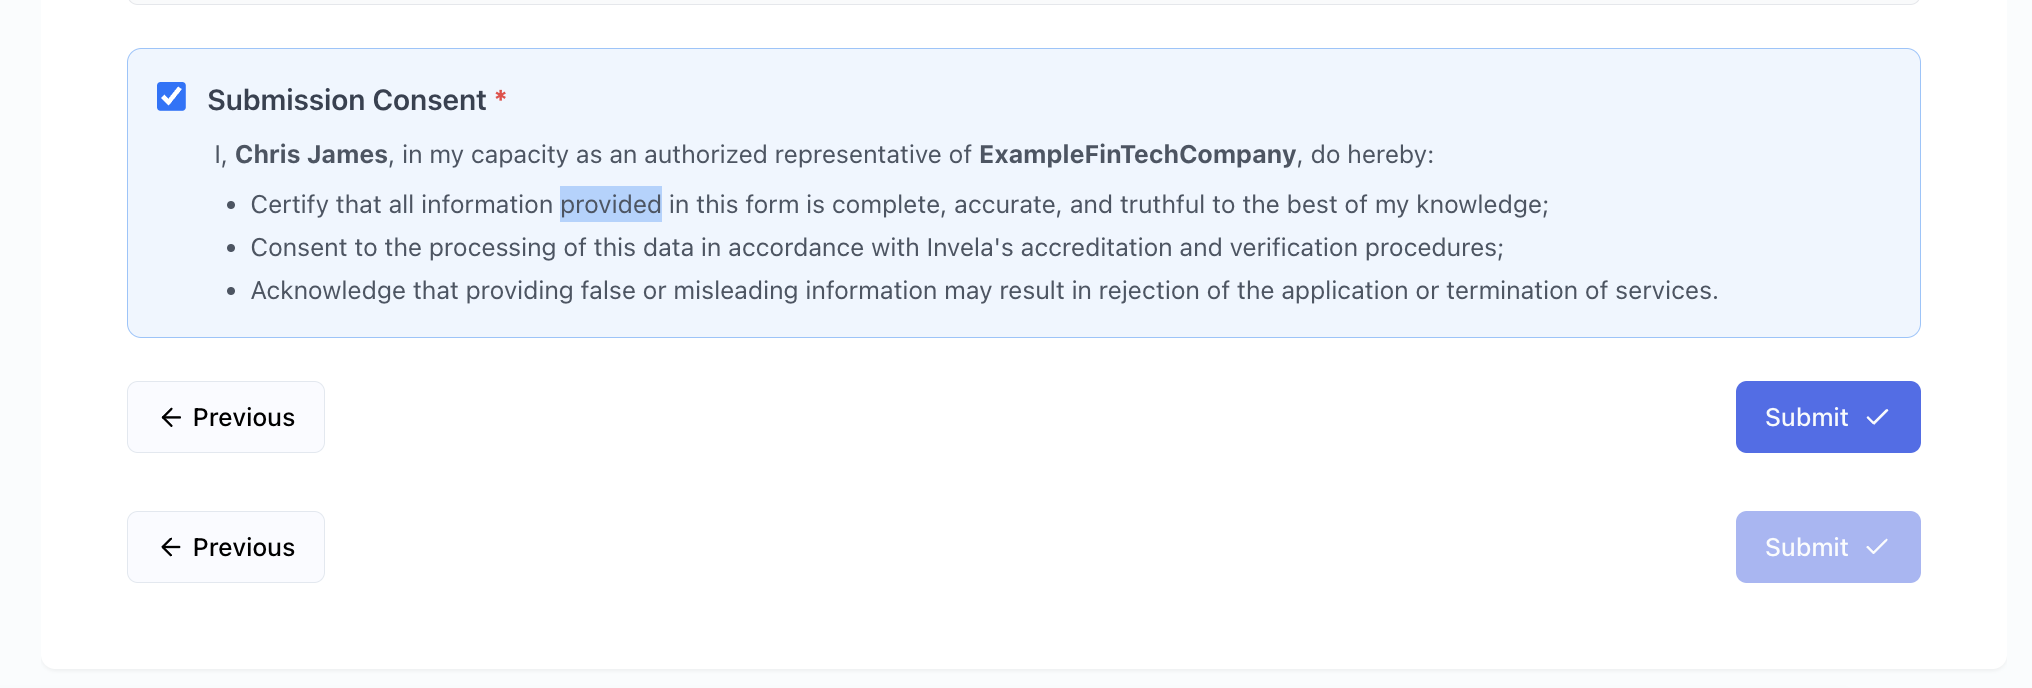 Submission Consent *
I, Chris James, in my capacity as an authorized representative of ExampleFinTechCompany, do hereby:
• Certify that all information provided in this form is complete, accurate, and truthful to the best of my knowledge;
• Consent to the processing of this data in accordance with Invela's accreditation and verification procedures;
• Acknowledge that providing false or misleading information may result in rejection of the application or termination of services.
← Previous
Submit ✓
← Previous
Submit ✓